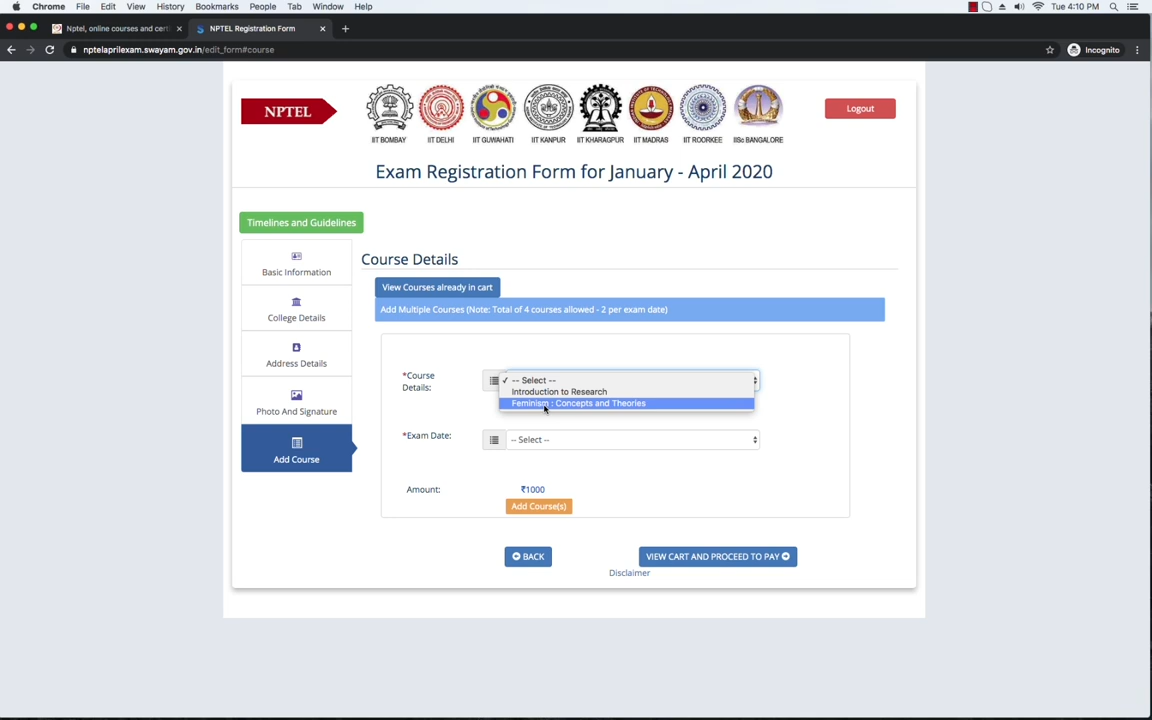 Chrome File Edit View History Bookmarks People Tab Window Help Tue 4:10 PM
Nptel, online courses and cert NPTEL Registration Form
nptelaprilexam.swayam.gov.in/edit_form#course Incognito
NPTEL
IIT BOMBAY IIT DELHI IIT GUWAHATI IIT KANPUR IIT KHARAGPUR IIT MADRAS IIT ROORKEE IISc BANGALORE
Logout
Exam Registration Form for January - April 2020
Timelines and Guidelines
Basic Information
College Details
Address Details
Photo And Signature
Add Course
Course Details
View Courses already in cart
Add Multiple Courses (Note: Total of 4 courses allowed - 2 per exam date)
*Course
Details:
✓ -- Select --
Introduction to Research
Feminism : Concepts and Theories
*Exam Date: -- Select --
Amount: ₹1000
Add Course(s)
BACK VIEW CART AND PROCEED TO PAY
Disclaimer